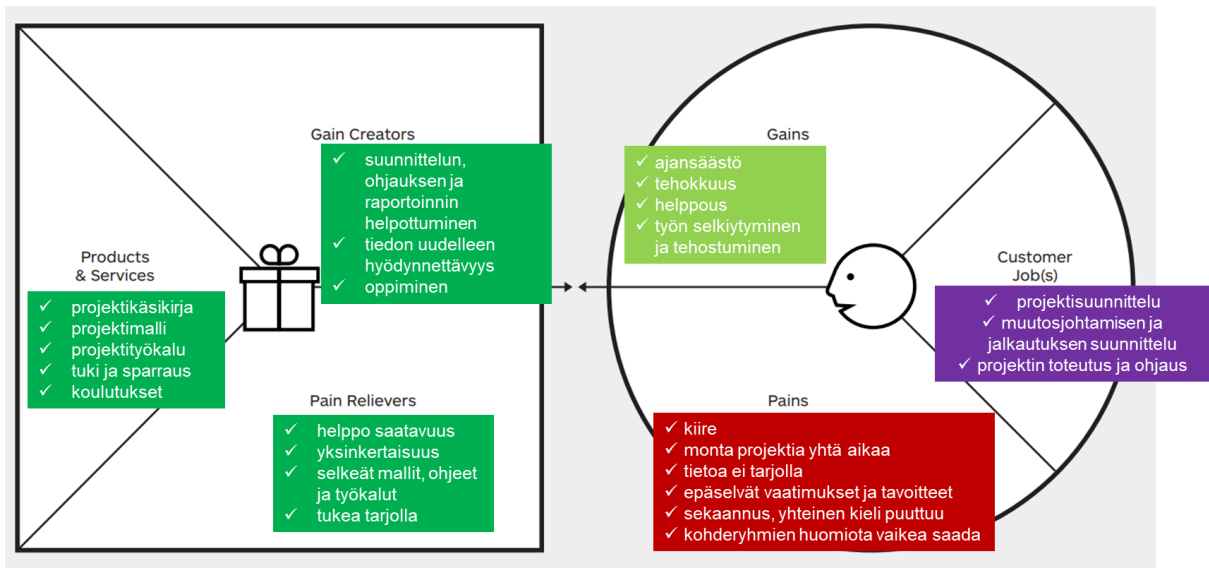 Gain Creators
✓ suunnittelun,
ohjauksen ja
raportoinnin
helpottuminen
✓ tiedon uudelleen
hyödynnettävyys
✓ oppiminen
Products
& Services
✓ projektikäsikirja
✓ projektimalli
✓ projektityökalu
✓ tuki ja sparraus
✓ koulutukset
Pain Relievers
✓ helppo saatavuus
✓ yksinkertaisuus
✓ selkeät mallit, ohjeet
ja työkalut
✓ tukea tarjolla
Gains
✓ ajansäästö
✓ tehokkuus
✓ helppous
✓ työn selkiytyminen
ja tehostuminen
Customer
Job(s)
✓ projektisuunnittelu
✓ muutosjohtamisen ja
jalkautuksen suunnittelu
✓ projektin toteutus ja ohjaus
Pains
✓ kiire
✓ monta projektia yhtä aikaa
✓ tietoa ei tarjolla
✓ epäselvät vaatimukset ja tavoitteet
✓ sekaannus, yhteinen kieli puuttuu
✓ kohderyhmien huomiota vaikea saada